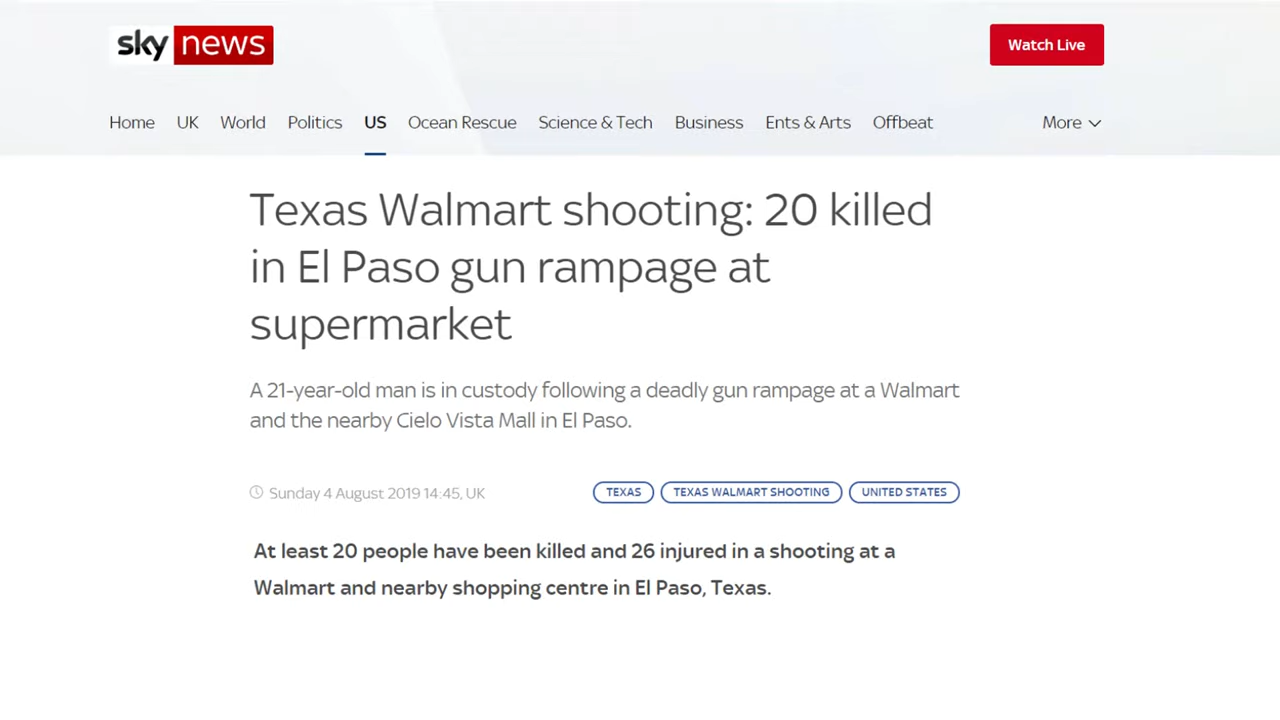 sky news
Watch Live
Home UK World Politics US Ocean Rescue Science & Tech Business Ents & Arts Offbeat More
Texas Walmart shooting: 20 killed
in El Paso gun rampage at
supermarket
A 21-year-old man is in custody following a deadly gun rampage at a Walmart
and the nearby Cielo Vista Mall in El Paso.
Sunday 4 August 2019 14:45, UK
TEXAS TEXAS WALMART SHOOTING UNITED STATES
At least 20 people have been killed and 26 injured in a shooting at a
Walmart and nearby shopping centre in El Paso, Texas.